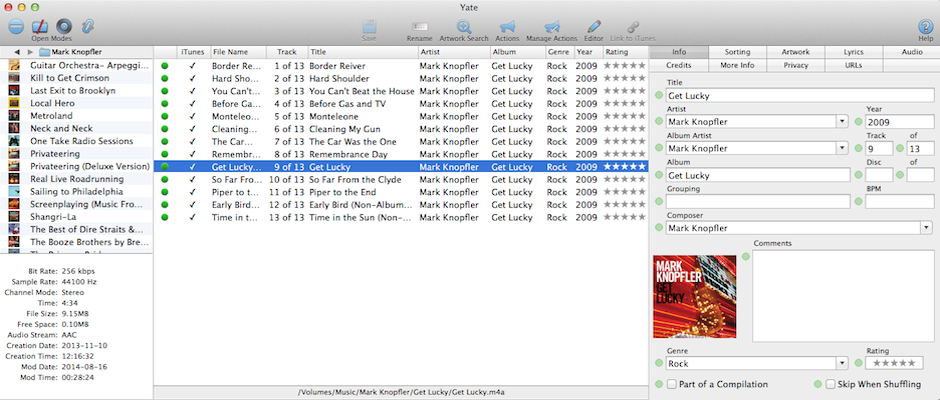 Yate
Open Modes
Save
Rename
Artwork Search
Actions
Manage Actions
Editor
Link to iTunes
Help
Mark Knopfler
Guitar Orchestra- Arpeggi...
Kill to Get Crimson
Last Exit to Brooklyn
Local Hero
Metroland
Neck and Neck
One Take Radio Sessions
Privateering
Privateering (Deluxe Version)
Real Live Roadrunning
Sailing to Philadelphia
Screenplaying (Music Fro...
Shangri-La
The Best of Dire Straits &...
The Booze Brothers by Bre...
Bit Rate: 256 kbps
Sample Rate: 44100 Hz
Channel Mode: Stereo
Time: 4:34
File Size: 9.15MB
Free Space: 0.10MB
Audio Stream: AAC
Creation Date: 2013-11-10
Creation Time: 12:16:32
Mod Date: 2014-08-16
Mod Time: 00:28:24
iTunes File Name Track Title Artist Album Genre Year Rating
✓ Border Re... 1 of 13 Border Reiver Mark Knopfler Get Lucky Rock 2009 ★★★★★
✓ Hard Sho... 2 of 13 Hard Shoulder Mark Knopfler Get Lucky Rock 2009 ★★★★★
✓ You Can't... 3 of 13 You Can't Beat the House Mark Knopfler Get Lucky Rock 2009 ★★★★★
✓ Before Ga... 4 of 13 Before Gas and TV Mark Knopfler Get Lucky Rock 2009 ★★★★★
✓ Monteleo... 5 of 13 Monteleone Mark Knopfler Get Lucky Rock 2009 ★★★★★
✓ Cleaning... 6 of 13 Cleaning My Gun Mark Knopfler Get Lucky Rock 2009 ★★★★★
✓ The Car... 7 of 13 The Car Was the One Mark Knopfler Get Lucky Rock 2009 ★★★★★
✓ Remembr... 8 of 13 Remembrance Day Mark Knopfler Get Lucky Rock 2009 ★★★★★
✓ Get Lucky... 9 of 13 Get Lucky Mark Knopfler Get Lucky Rock 2009 ★★★★★
✓ So Far Fro... 10 of 13 So Far From the Clyde Mark Knopfler Get Lucky Rock 2009 ★★★★★
✓ Piper to t... 11 of 13 Piper to the End Mark Knopfler Get Lucky Rock 2009 ★★★★★
✓ Early Bird... 12 of 13 Early Bird (Non-Album... Mark Knopfler Get Lucky Rock 2009 ★★★★★
✓ Time in t... 13 of 13 Time in the Sun (Non-... Mark Knopfler Get Lucky Rock 2009 ★★★★★
/Volumes/Music/Mark Knopfler/Get Lucky/Get Lucky.m4a
Info Sorting Artwork Lyrics Audio
Credits More Info Privacy URLs
Title
Get Lucky
Artist Year
Mark Knopfler 2009
Album Artist Track of
Mark Knopfler 9 13
Album Disc of
Get Lucky
Grouping BPM
Composer
Mark Knopfler
Comments
MARK
KNOPFLER
GET
LUCKY
Genre Rating
Rock ★★★★★
Part of a Compilation Skip When Shuffling